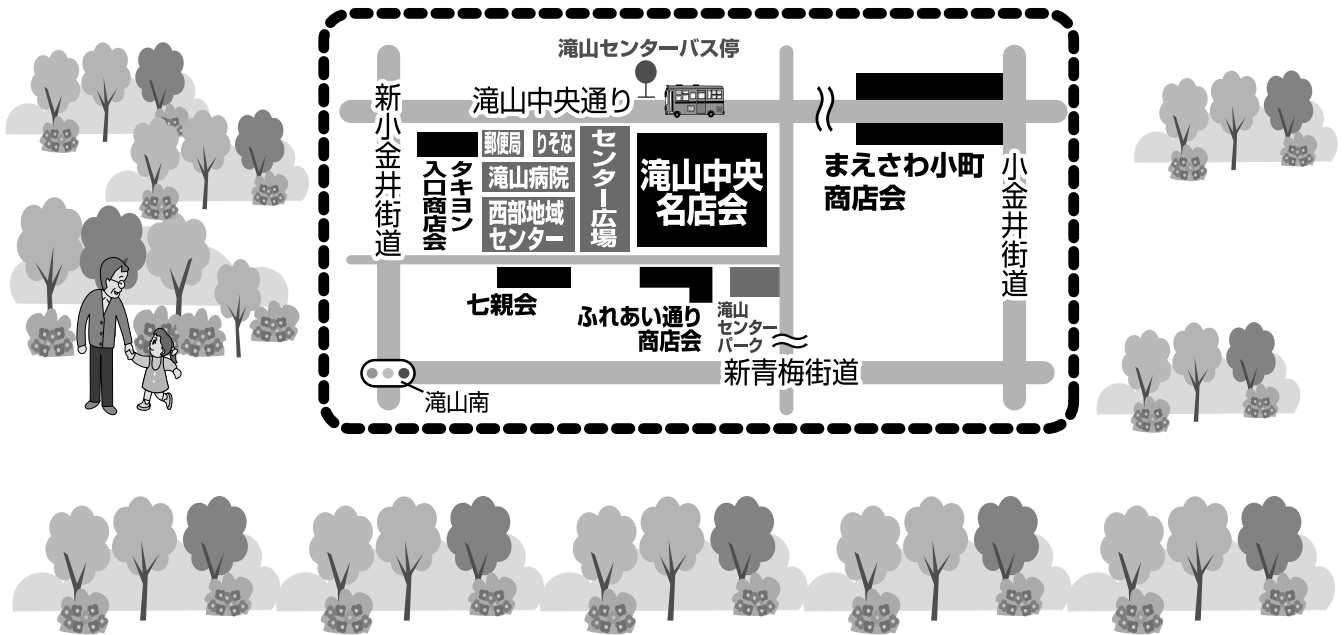 滝山センターバス停
滝山中央通り
新小金井街道
郵便局
りそな
センター広場
滝山中央
名店会
タキヨン
入口商店会
滝山病院
西部地域
センター
まえさわ小町
商店会
小金井街道
七親会
ふれあい通り
商店会
滝山
センター
パーク
新青梅街道
滝山南